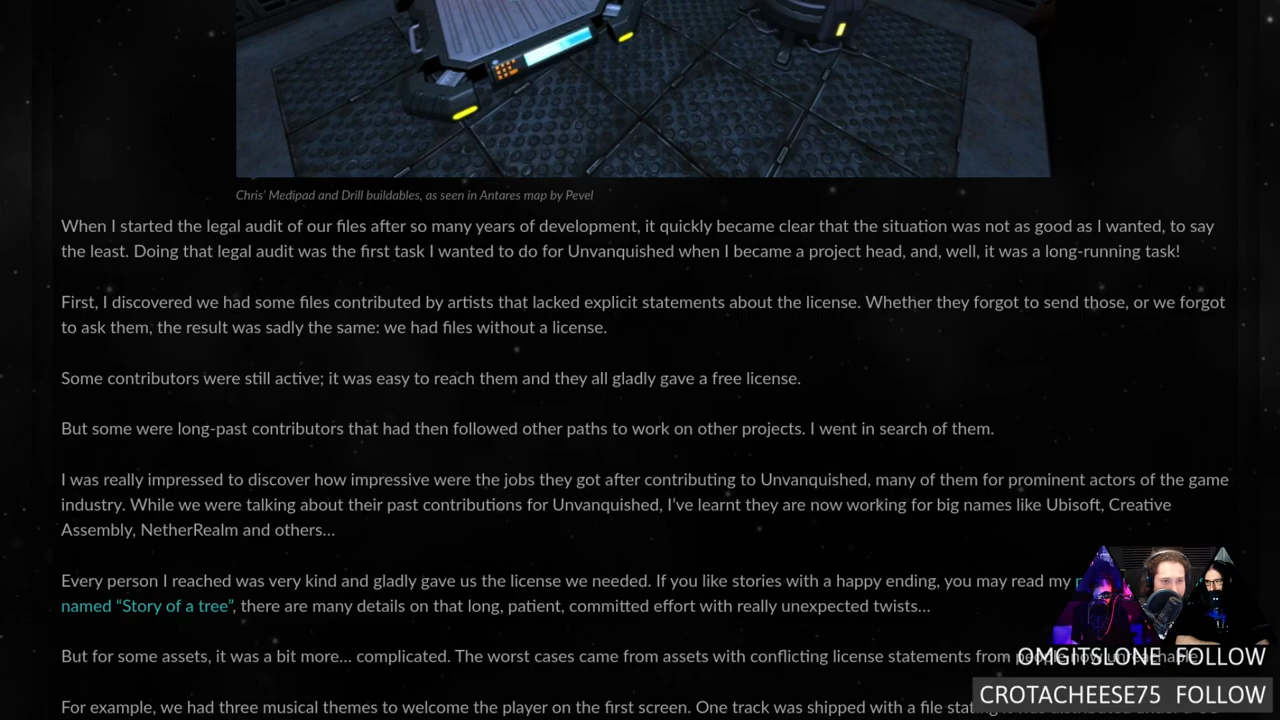 Chris' Medipad and Drill buildables, as seen in Antares map by Pevel
When I started the legal audit of our files after so many years of development, it quickly became clear that the situation was not as good as I wanted, to say
the least. Doing that legal audit was the first task I wanted to do for Unvanquished when I became a project head, and, well, it was a long-running task!
First, I discovered we had some files contributed by artists that lacked explicit statements about the license. Whether they forgot to send those, or we forgot
to ask them, the result was sadly the same: we had files without a license.
Some contributors were still active; it was easy to reach them and they all gladly gave a free license.
But some were long-past contributors that had then followed other paths to work on other projects. I went in search of them.
I was really impressed to discover how impressive were the jobs they got after contributing to Unvanquished, many of them for prominent actors of the game
industry. While we were talking about their past contributions for Unvanquished, I've learnt they are now working for big names like Ubisoft, Creative
Assembly, NetherRealm and others…
Every person I reached was very kind and gladly gave us the license we needed. If you like stories with a happy ending, you may read my
named “Story of a tree”, there are many details on that long, patient, committed effort with really unexpected twists…
But for some assets, it was a bit more… complicated. The worst cases came from assets with conflicting license statements from people now unreachable.
OMGITSLONE FOLLOW
CROTACHEESE75 FOLLOW
For example, we had three musical themes to welcome the player on the first screen. One track was shipped with a file